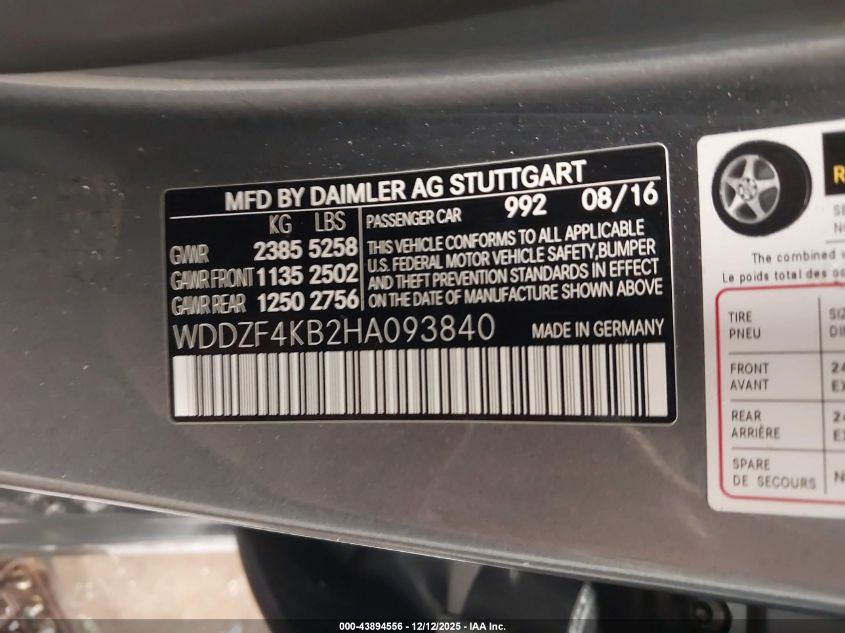 MFD BY DAIMLER AG STUTTGART
KG LBS
GVWR 2385 5258
GAWR FRONT 1135 2502
GAWR REAR 1250 2756
PASSENGER CAR 992 08/16
THIS VEHICLE CONFORMS TO ALL APPLICABLE
U.S. FEDERAL MOTOR VEHICLE SAFETY, BUMPER
AND THEFT PREVENTION STANDARDS IN EFFECT
ON THE DATE OF MANUFACTURE SHOWN ABOVE
WDDZF4KB2HA093840 MADE IN GERMANY
The combined
Le poids total des
TIRE
PNEU
FRONT
AVANT
REAR
ARRIÈRE
SPARE
DE SECOURS
000-43894556 - 12/12/2025 - IAA Inc.